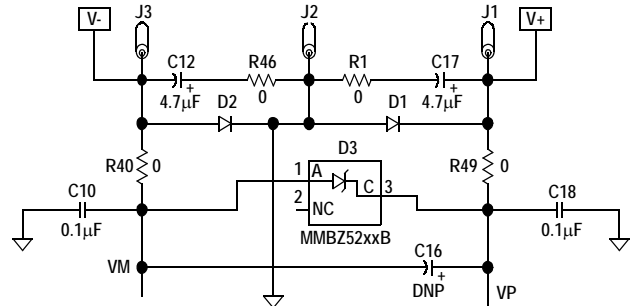 V-
J3
J2
J1
V+
C12
R46
R1
C17
+
0
0
+
4.7µF
4.7µF
D2
D1
D3
R40
0
R49
0
1
A
C
3
2
NC
C10
0.1µF
C18
0.1µF
MMBZ52xxB
C16
VM
+
DNP
VP